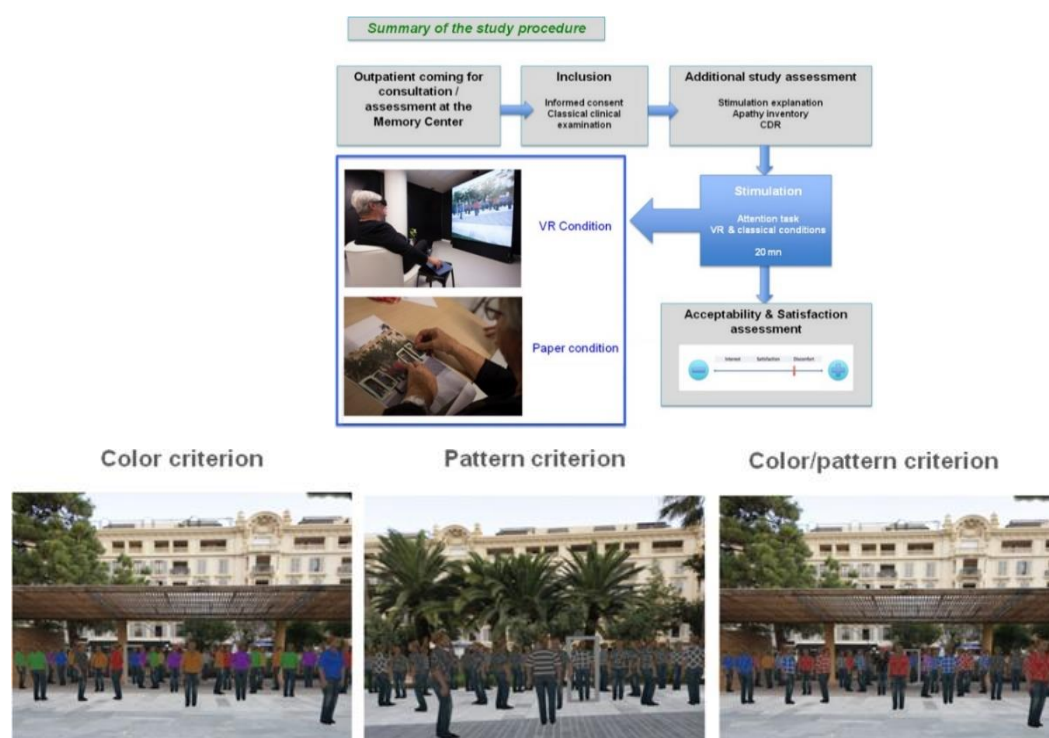 Summary of the study procedure
Outpatient coming for
consultation /
assessment at the
Memory Center
Inclusion
Informed consent
Classical clinical
examination
Additional study assessment
Stimulation explanation
Apathy inventory
CDR
Stimulation
Attention task
VR & classical conditions
20 mn
VR Condition
Paper condition
Acceptability & Satisfaction
assessment
Interest Satisfaction Discomfort
Color criterion
Pattern criterion
Color/pattern criterion